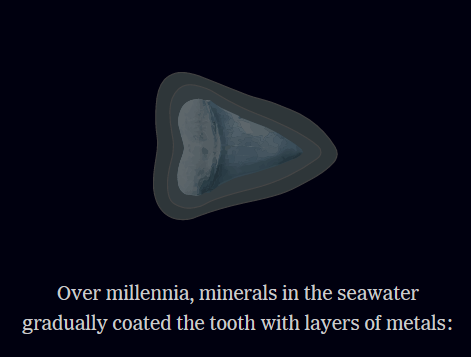 Over millennia, minerals in the seawater
gradually coated the tooth with layers of metals: